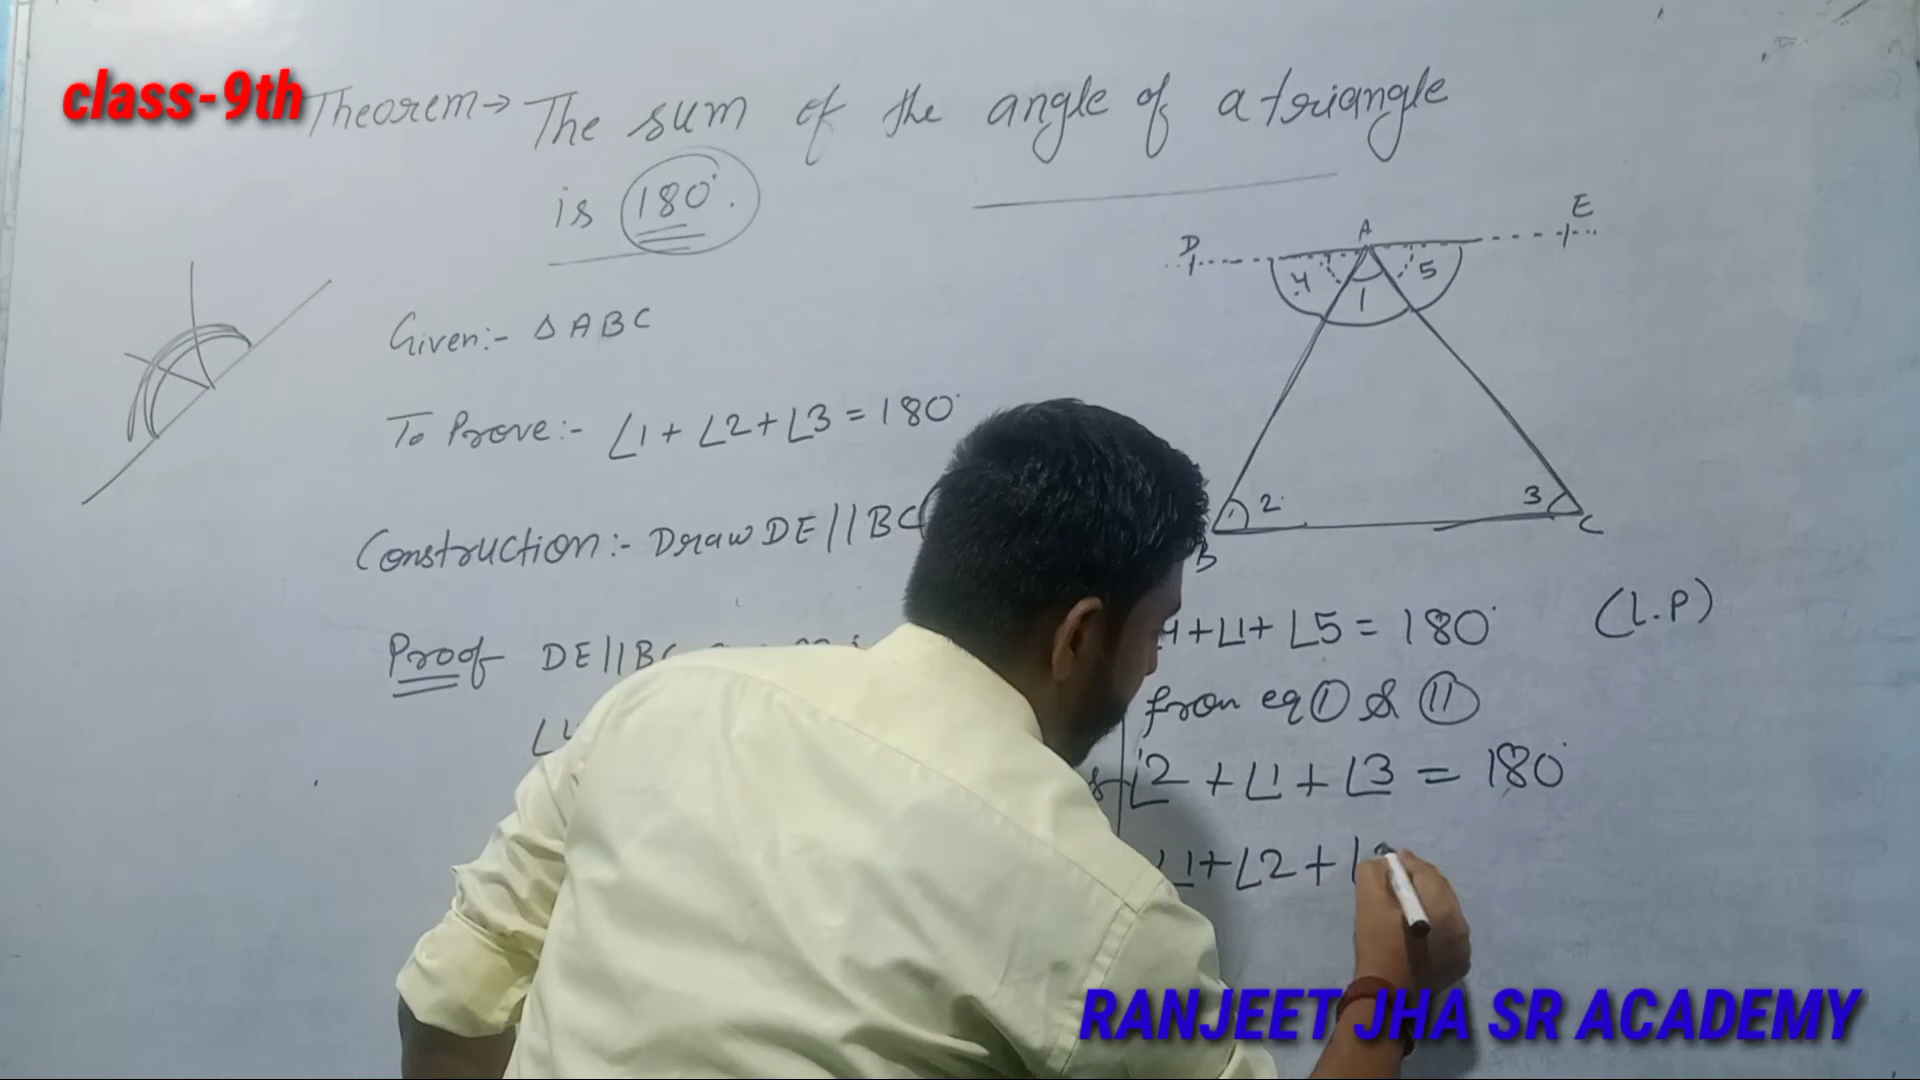 class-9th
Theorem→ The sum of the angle of a triangle
is 180°.
Given:- △ABC
To Prove:- ∠1+∠2+∠3=180°
Construction:- Draw DE//BC
Proof DE//BC
D A E
4 1 5
2 3
B C
4+∠1+∠5=180° (L.P)
from eq ① & ⑪
∠2+∠1+∠3=180°
∠1+∠2+∠
RANJEET JHA SR ACADEMY